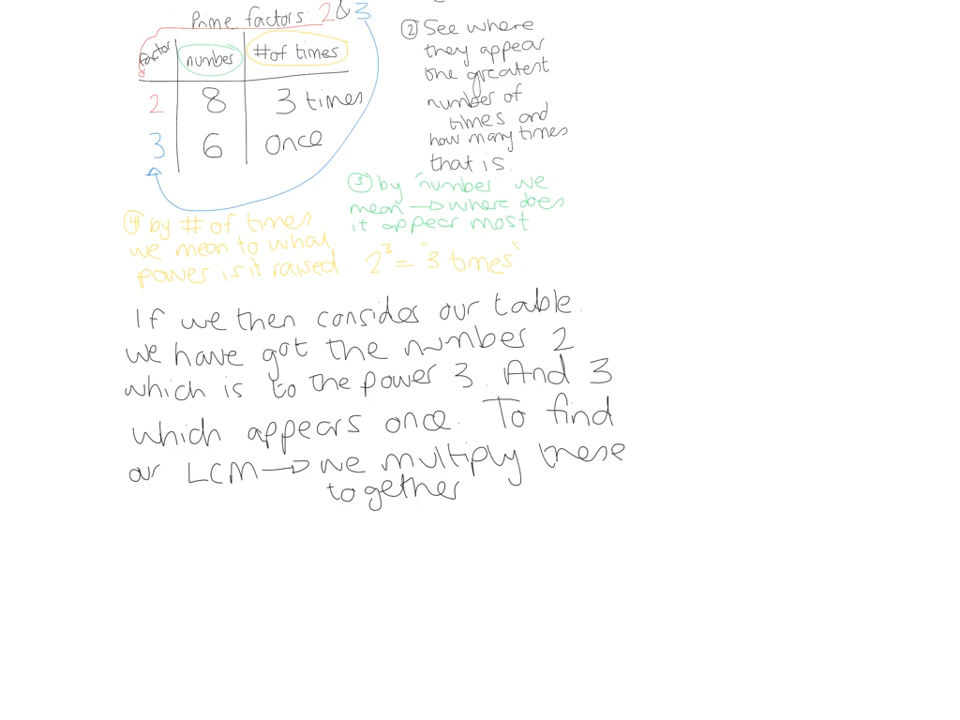 Prime factors 2 & 3
factor number # of times
2 8 3 times
3 6 once
② See where
they appear
the greatest
number of
times and
how many times
that is.
③ by "number" we
mean → where does
it appear most
④ by # of times
we mean to what
power is it raised 2³ = "3 times"
If we then consider our table.
We have got the number 2
which is to the power 3. And 3
which appears once. To find
our LCM → we multiply these
together